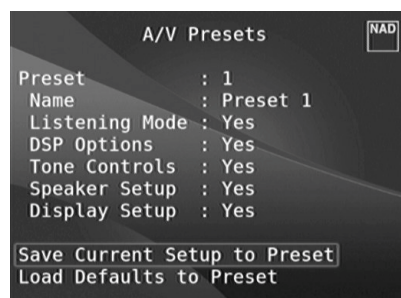 A/V Presets
NAD
Preset : 1
Name : Preset 1
Listening Mode : Yes
DSP Options : Yes
Tone Controls : Yes
Speaker Setup : Yes
Display Setup : Yes
Save Current Setup to Preset
Load Defaults to Preset